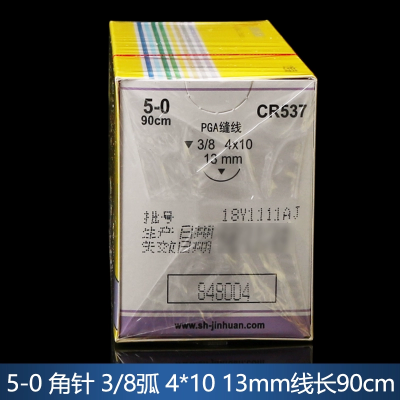 5-0
90cm
CR537
PGA缝线
▼3/8 4x10
13 mm
批号 18V1111AJ
生产日期
失效日期
948004
www.sh-jinhuan.com
5-0 角针 3/8弧 4*10 13mm线长90cm